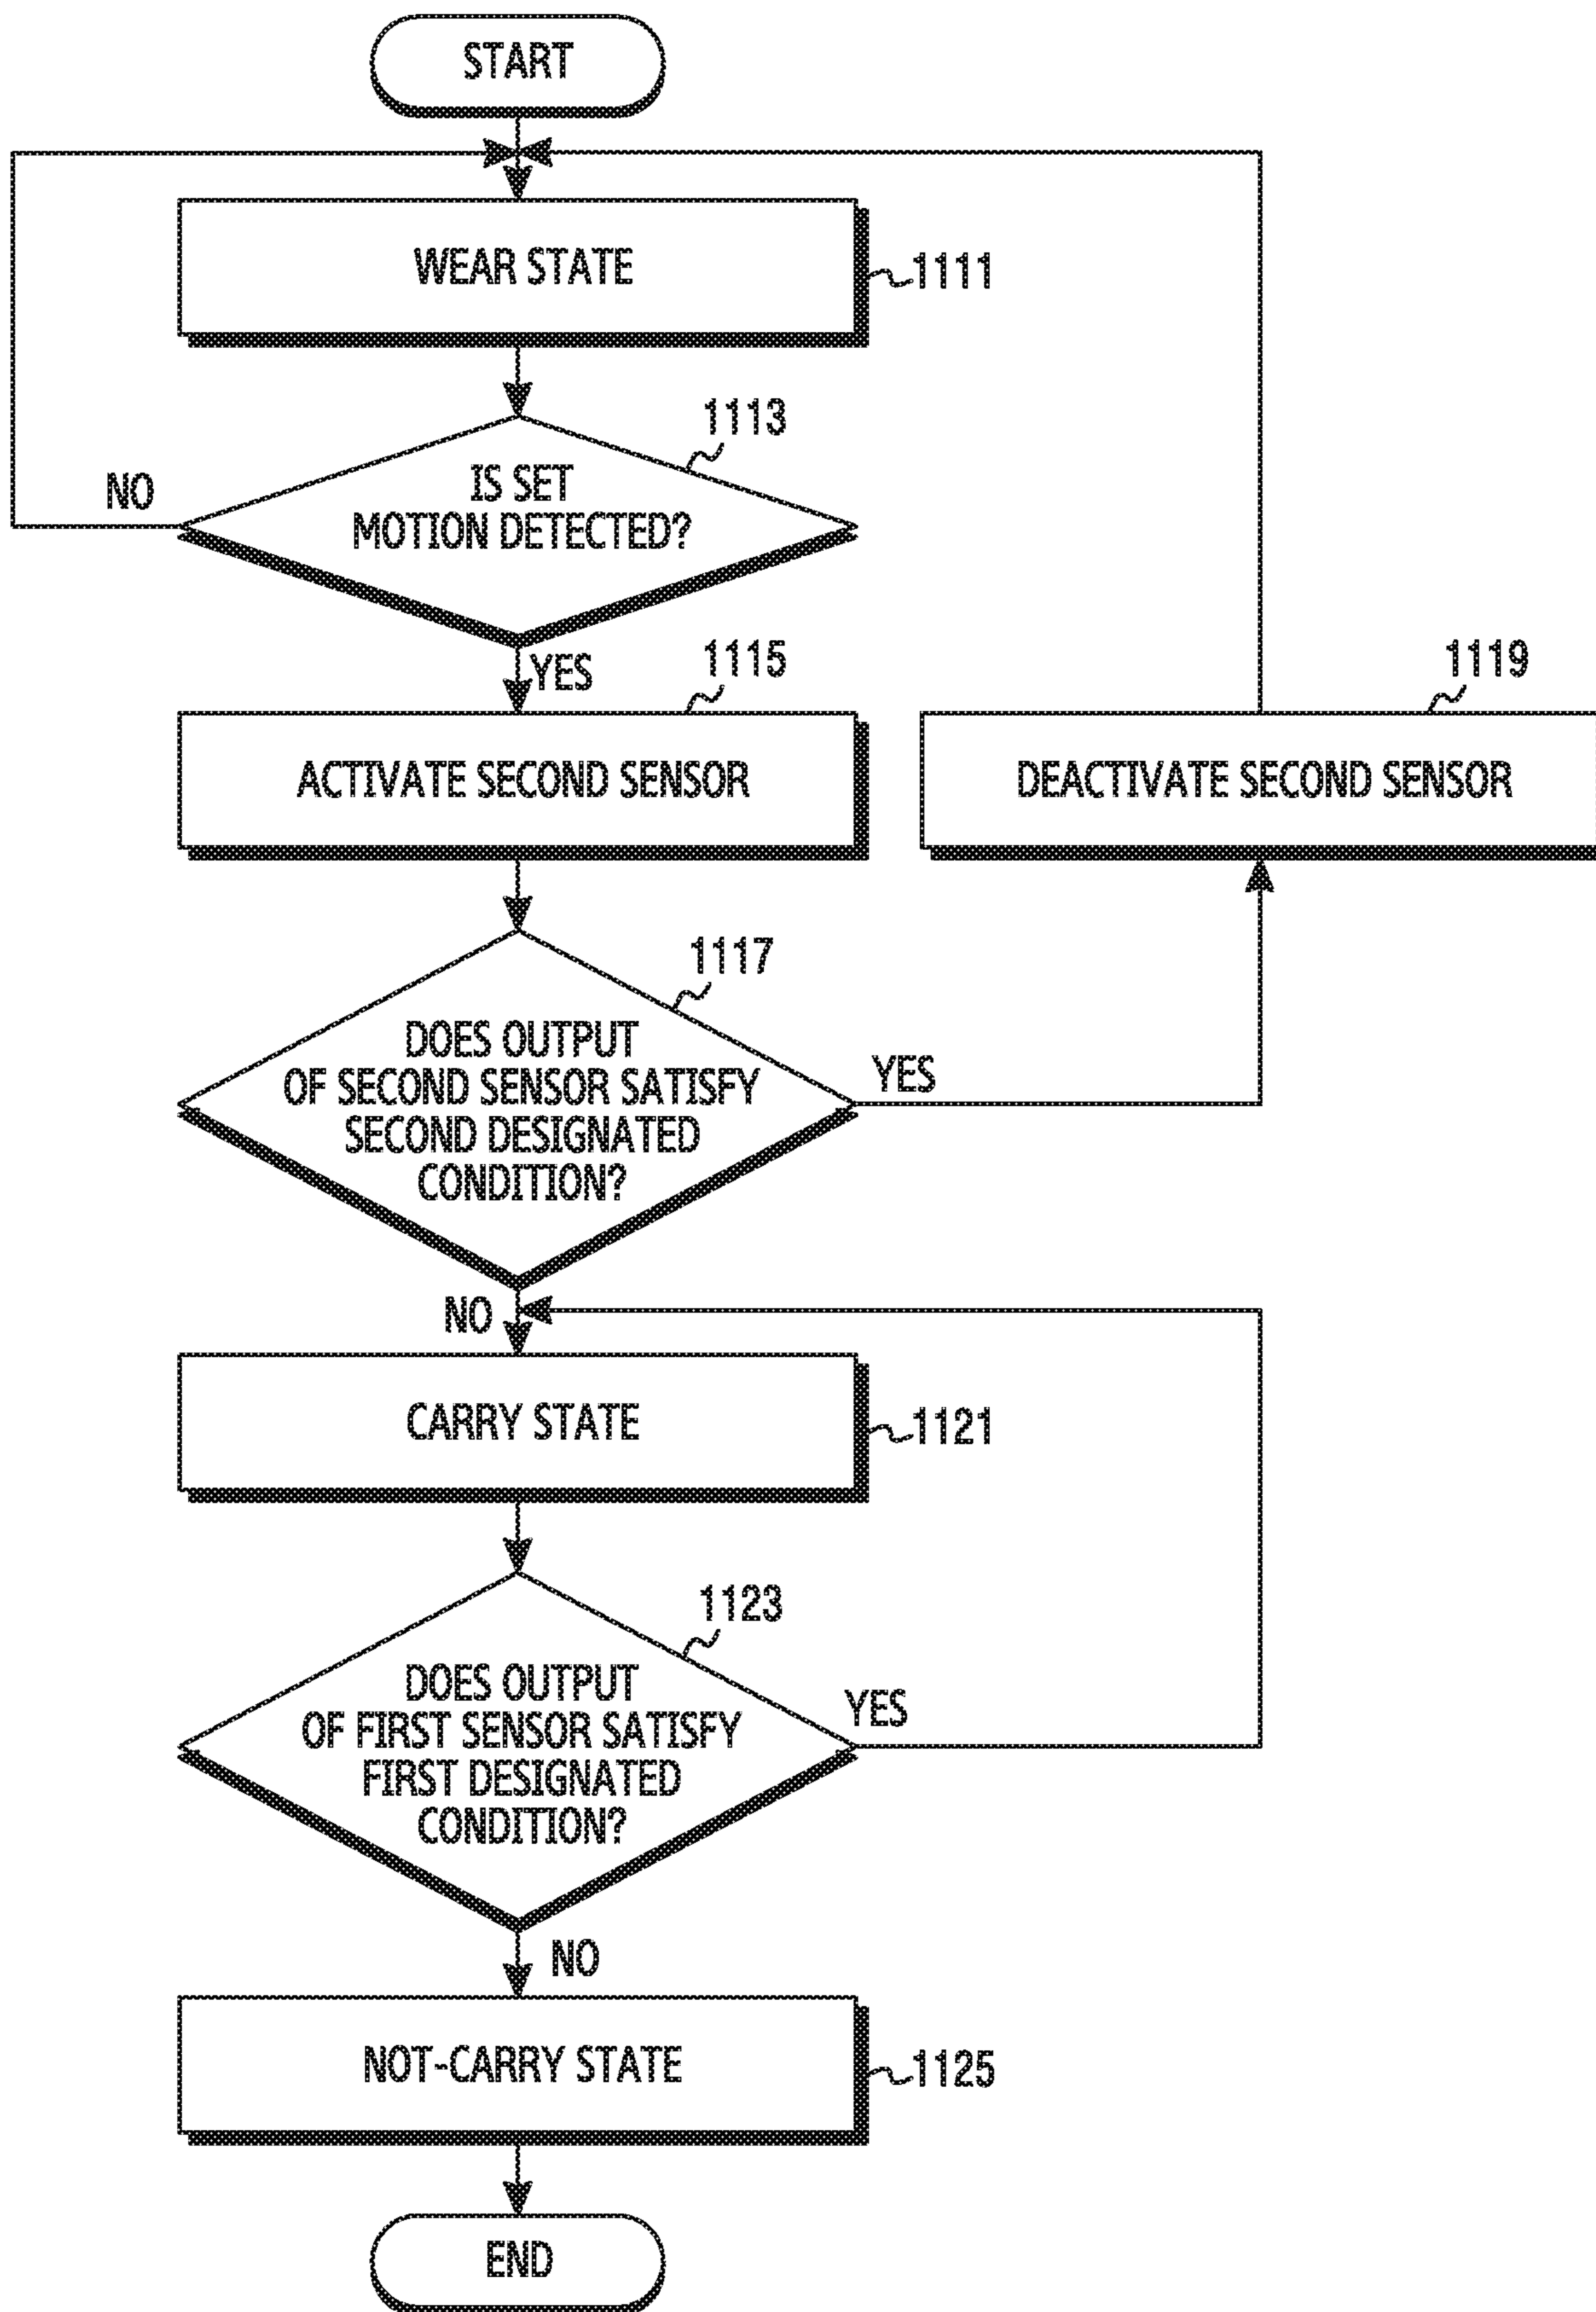 START
WEAR STATE
1111
1113
IS SET
MOTION DETECTED?
NO
YES
1115
ACTIVATE SECOND SENSOR
1119
DEACTIVATE SECOND SENSOR
1117
DOES OUTPUT
OF SECOND SENSOR SATISFY
SECOND DESIGNATED
CONDITION?
YES
NO
CARRY STATE
1121
1123
DOES OUTPUT
OF FIRST SENSOR SATISFY
FIRST DESIGNATED
CONDITION?
YES
NO
NOT-CARRY STATE
1125
END